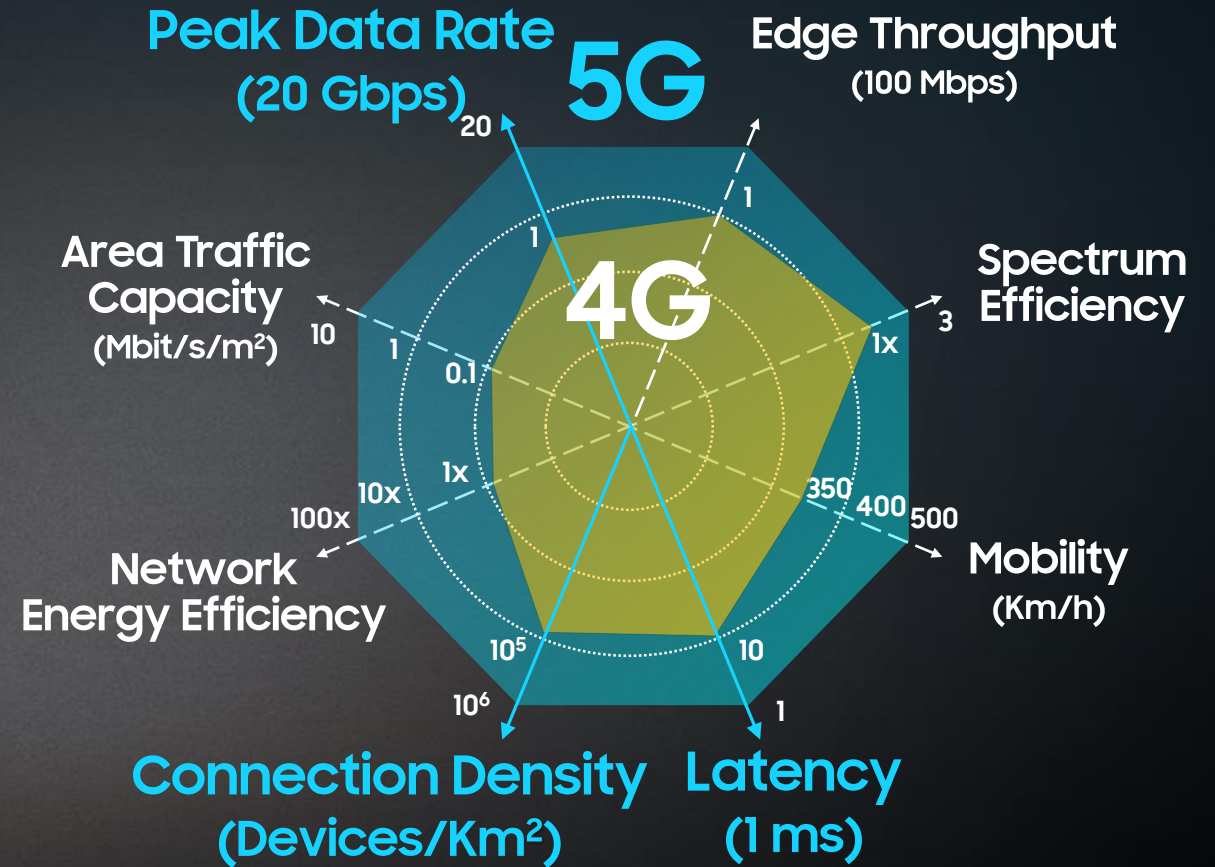 Peak Data Rate
(20 Gbps)
5G
Edge Throughput
(100 Mbps)
20
1
1
4G
Area Traffic
Capacity
(Mbit/s/m²)
10
1
0.1
Spectrum
Efficiency
3
1x
1x
10x
100x
Network
Energy Efficiency
350
400
500
Mobility
(Km/h)
10⁵
10⁶
10
1
Connection Density
(Devices/Km²)
Latency
(1 ms)